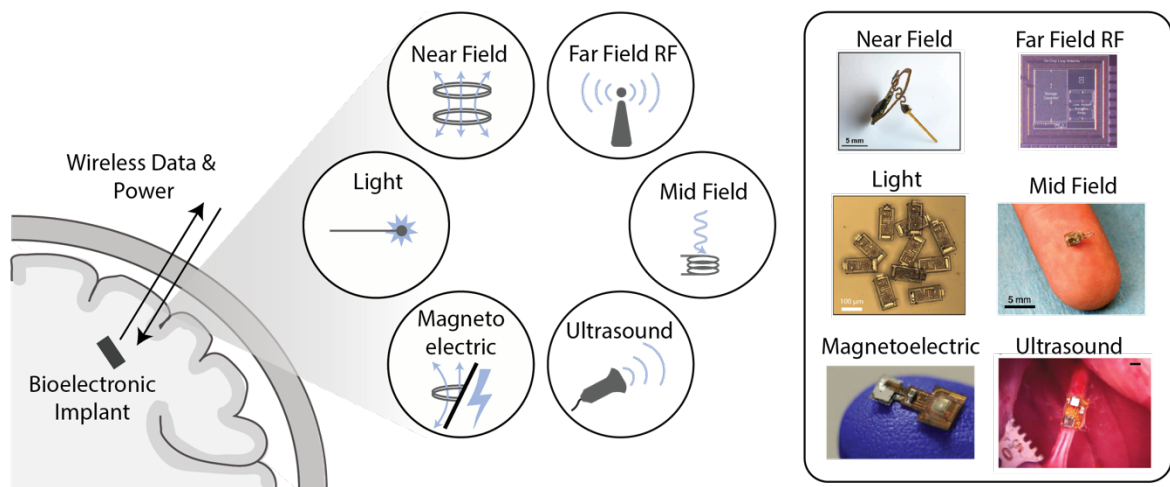 Near Field
Far Field RF
Wireless Data &
Power
Light
Mid Field
Magneto
electric
Ultrasound
Bioelectronic
Implant
Near Field
5 mm
Far Field RF
Light
100 μm
Mid Field
5 mm
Magnetoelectric
Ultrasound